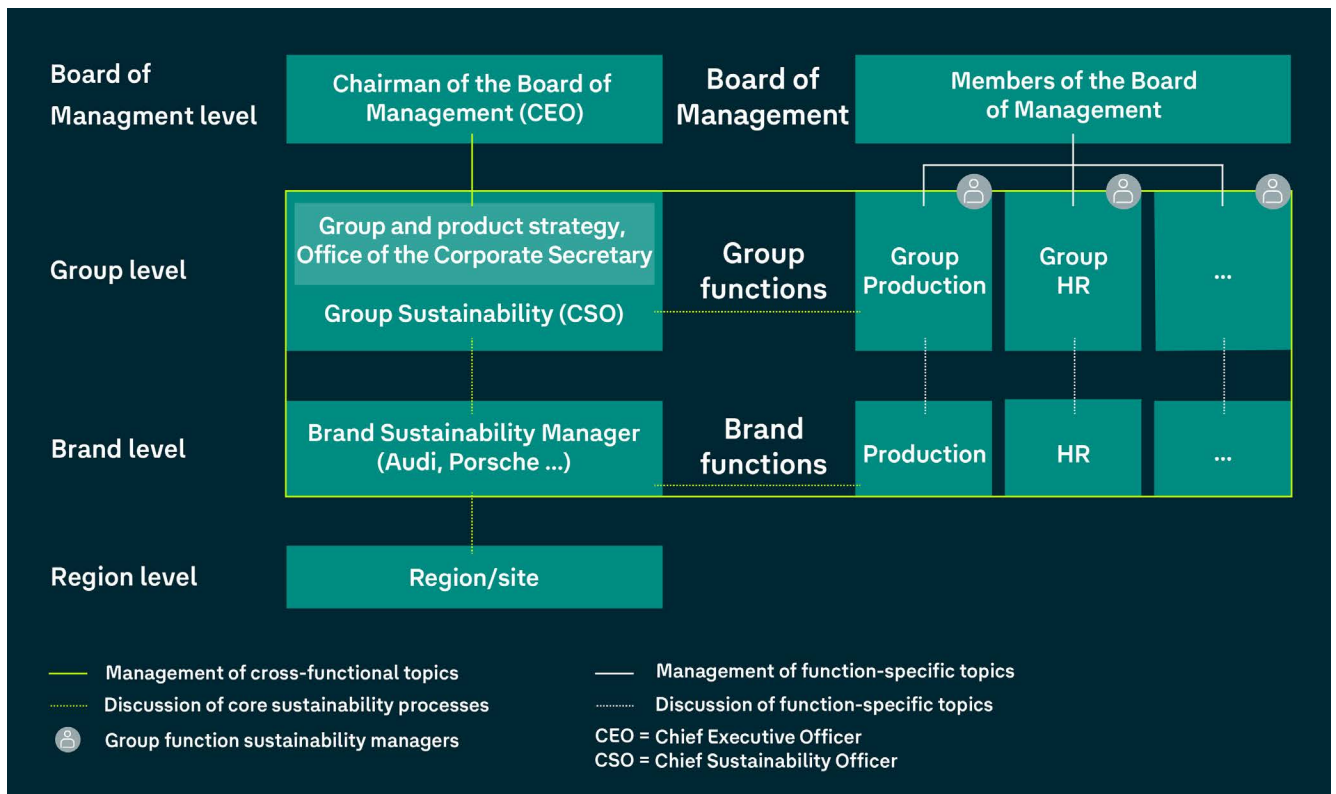 Board of
Managment level
Chairman of the Board of
Management (CEO)
Board of
Management
Members of the Board
of Management
Group level
Group and product strategy,
Office of the Corporate Secretary
Group Sustainability (CSO)
Group
functions
Group
Production
Group
HR
...
Brand level
Brand Sustainability Manager
(Audi, Porsche ...)
Brand
functions
Production
HR
...
Region level
Region/site
Management of cross-functional topics
Discussion of core sustainability processes
Group function sustainability managers
Management of function-specific topics
Discussion of function-specific topics
CEO = Chief Executive Officer
CSO = Chief Sustainability Officer